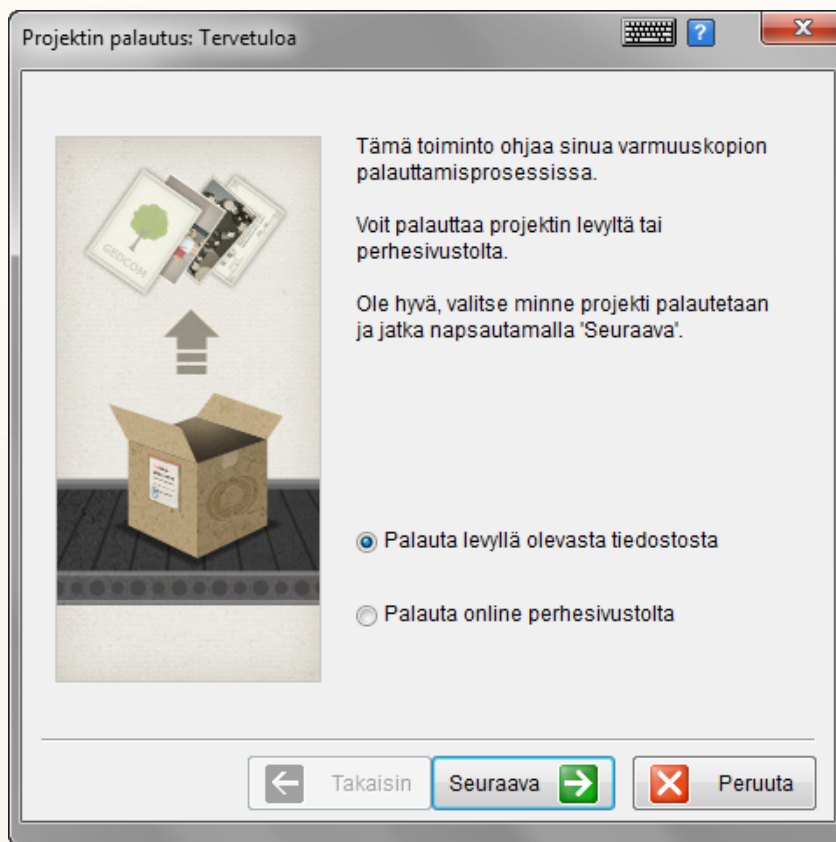 Projektin palautus: Tervetuloa
?
Tämä toiminto ohjaa sinua varmuuskopion
palauttamisprosessissa.
Voit palauttaa projektin levyltä tai
perhesivustolta.
Ole hyvä, valitse minne projekti palautetaan
ja jatka napsautamalla 'Seuraava'.
GEDCOM
Palauta levyllä olevasta tiedostosta
Palauta online perhesivustolta
Takaisin
Seuraava
Peruuta